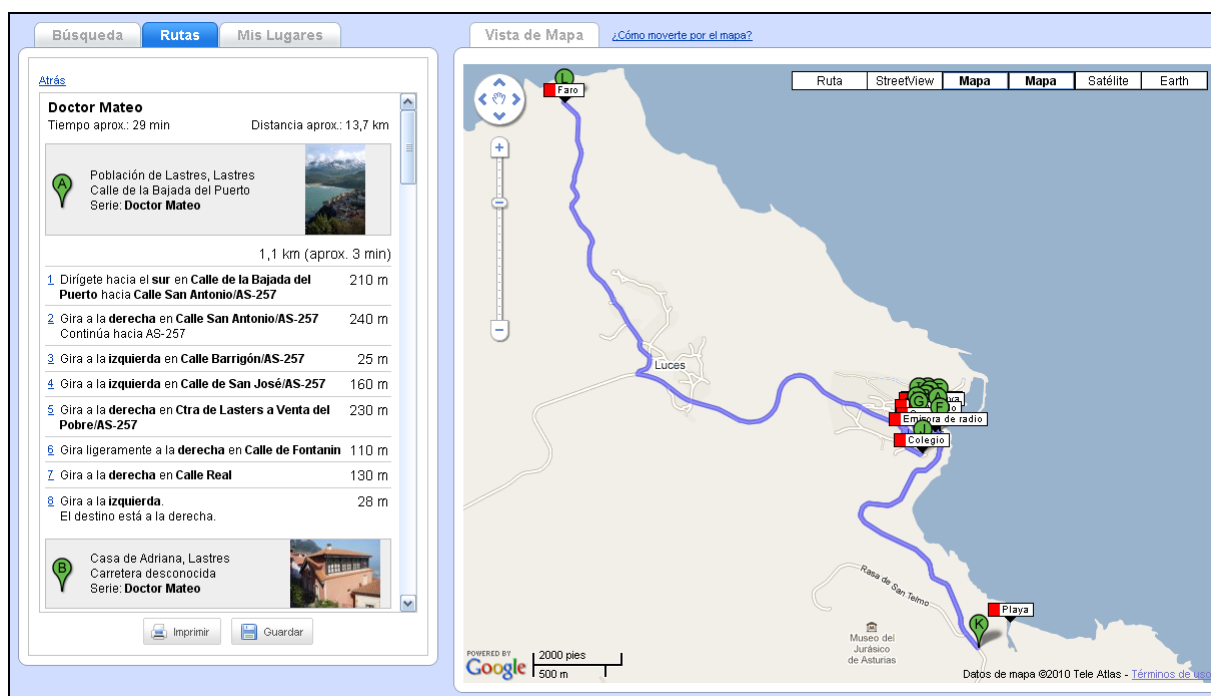 Búsqueda
Rutas
Mis Lugares
Atrás
Doctor Mateo
Tiempo aprox.: 29 min
Distancia aprox.: 13,7 km
A
Población de Lastres, Lastres
Calle de la Bajada del Puerto
Serie: Doctor Mateo
1,1 km (aprox. 3 min)
1 Dirígete hacia el sur en Calle de la Bajada del 210 m
Puerto hacia Calle San Antonio/AS-257
2 Gira a la derecha en Calle San Antonio/AS-257 240 m
Continúa hacia AS-257
3 Gira a la izquierda en Calle Barrigón/AS-257 25 m
4 Gira a la izquierda en Calle de San José/AS-257 160 m
5 Gira a la derecha en Ctra de Lasters a Venta del 230 m
Pobre/AS-257
6 Gira ligeramente a la derecha en Calle de Fontanin 110 m
7 Gira a la derecha en Calle Real 130 m
8 Gira a la izquierda. 28 m
El destino está a la derecha.
B
Casa de Adriana, Lastres
Carretera desconocida
Serie: Doctor Mateo
Imprimir
Guardar
Vista de Mapa
¿Cómo moverte por el mapa?
Ruta
StreetView
Mapa
Mapa
Satélite
Earth
L
Faro
Luces
G
A
F
Emisora de radio
J
Colegio
Rasa de San Telmo
Playa
K
Museo del
Jurásico
de Asturias
POWERED BY
Google
2000 pies
500 m
Datos de mapa ©2010 Tele Atlas - Términos de uso